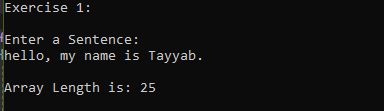 Exercise 1:
Enter a Sentence:
hello, my name is Tayyab.
Array Length is: 25